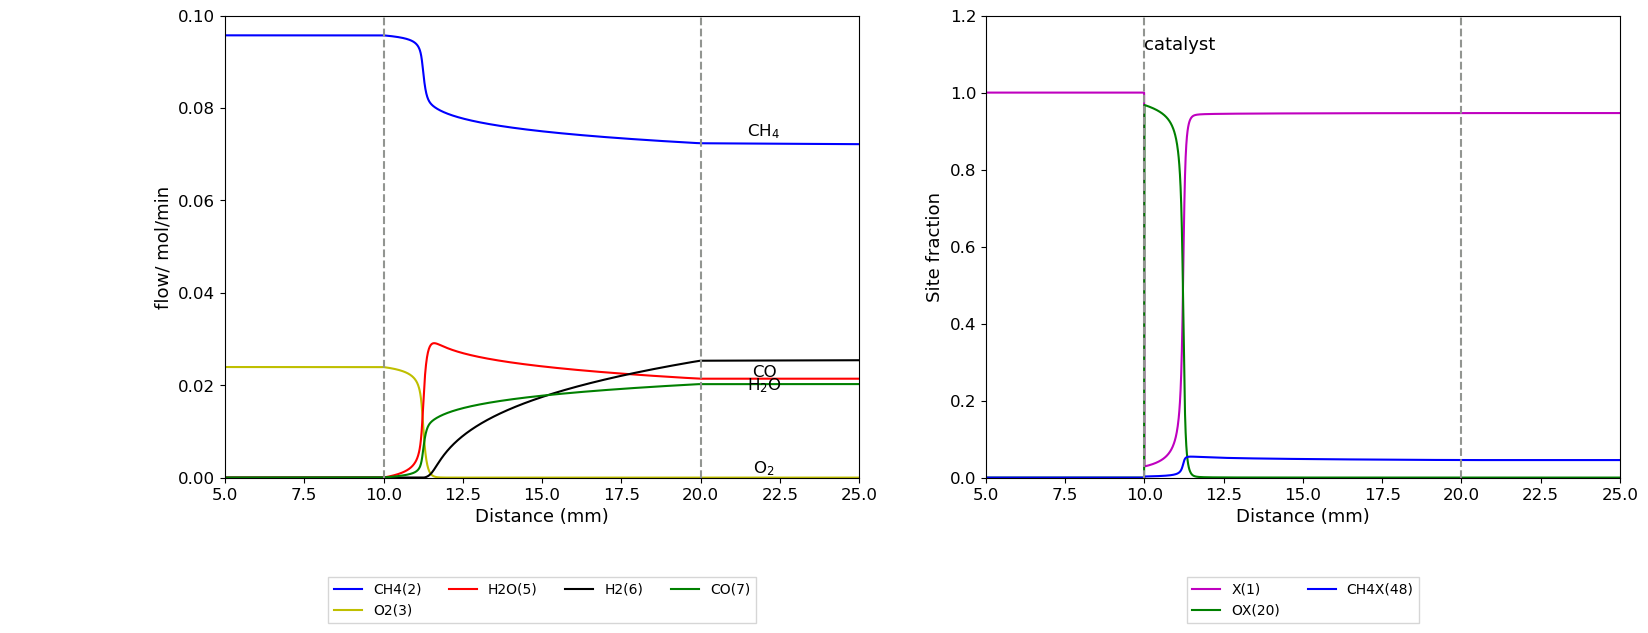 0.10
0.08
0.06
0.04
0.02
0.00
flow/ mol/min
CH4
CO
H2O
O2
5.0 7.5 10.0 12.5 15.0 17.5 20.0 22.5 25.0
Distance (mm)
CH4(2) H2O(5) H2(6) CO(7)
O2(3)
1.2
1.0
0.8
0.6
0.4
0.2
0.0
Site fraction
catalyst
5.0 7.5 10.0 12.5 15.0 17.5 20.0 22.5 25.0
Distance (mm)
X(1) CH4X(48)
OX(20)